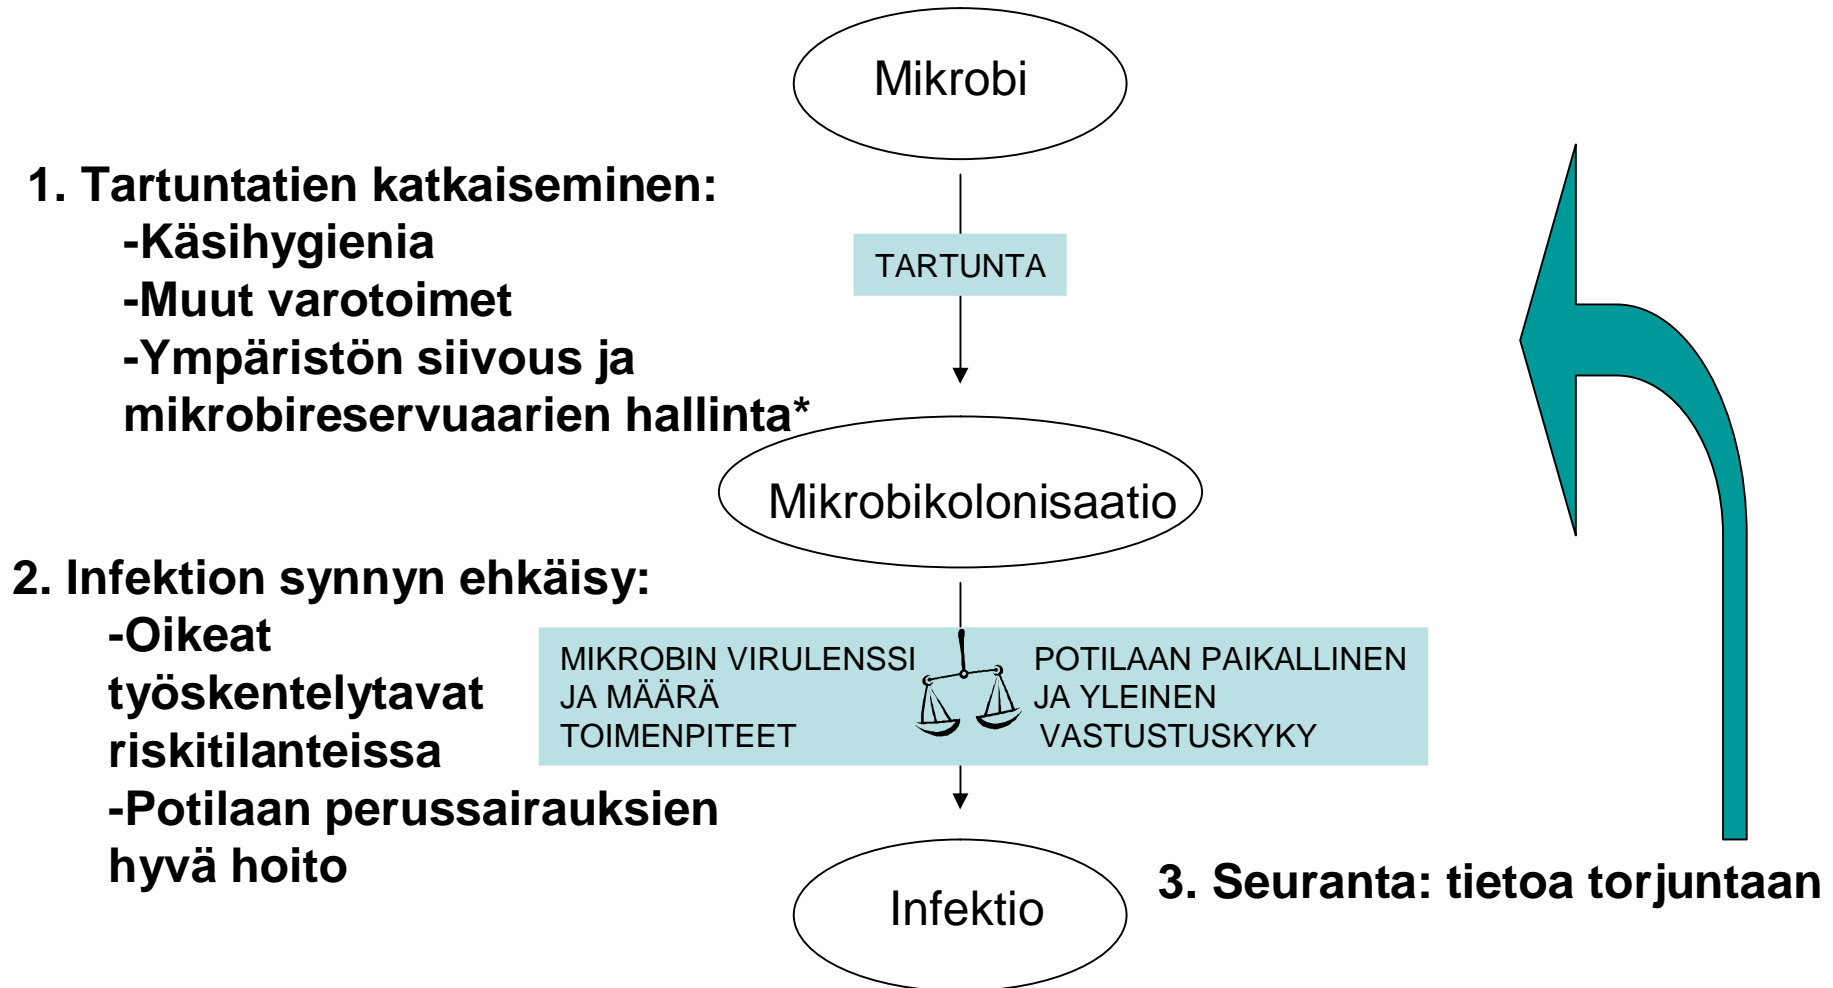 Mikrobi
1. Tartuntatien katkaiseminen:
-Käsihygienia
-Muut varotoimet
-Ympäristön siivous ja
mikrobireservuaarien hallinta*
TARTUNTA
Mikrobikolonisaatio
2. Infektion synnyn ehkäisy:
-Oikeat
työskentelytavat
riskitilanteissa
-Potilaan perussairauksien
hyvä hoito
MIKROBIN VIRULENSSI
JA MÄÄRÄ
TOIMENPITEET
POTILAAN PAIKALLINEN
JA YLEINEN
VASTUSTUSKYKY
Infektio
3. Seuranta: tietoa torjuntaan